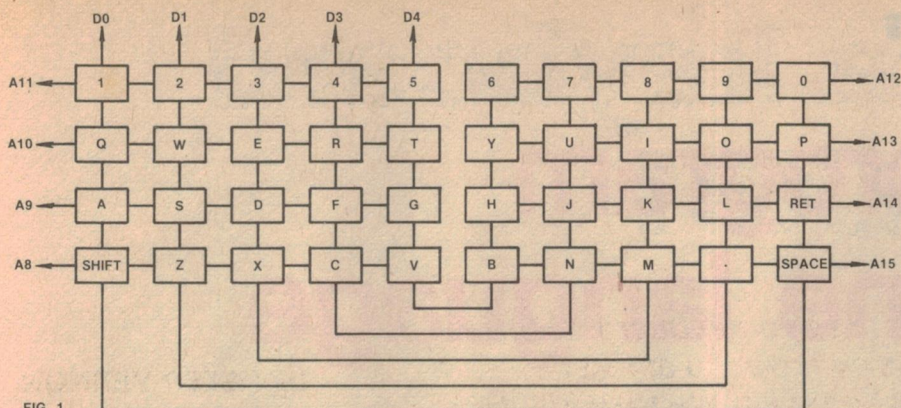 D0 D1 D2 D3 D4
A11 1 2 3 4 5 6 7 8 9 0 A12
A10 Q W E R T Y U I O P A13
A9 A S D F G H J K L RET A14
A8 SHIFT Z X C V B N M . SPACE A15
FIG. 1